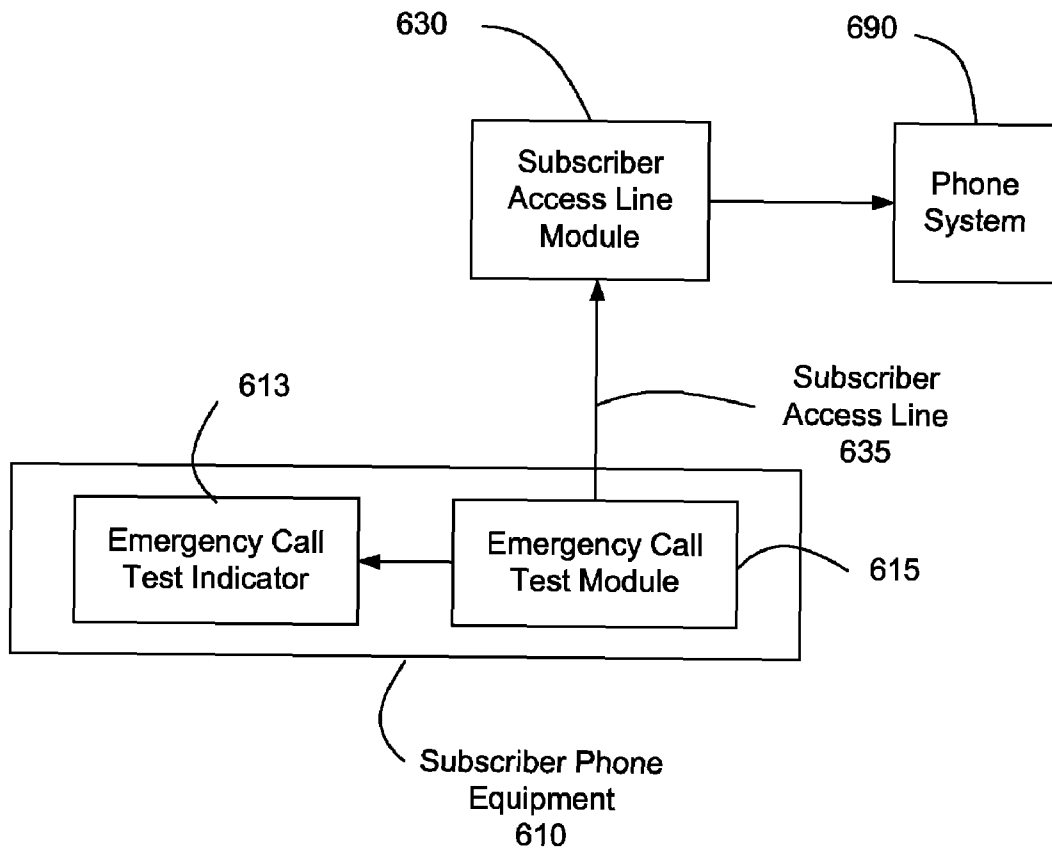 630
690
Subscriber
Access Line
Module
Phone
System
613
Subscriber
Access Line
635
Emergency Call
Test Indicator
Emergency Call
Test Module
615
Subscriber Phone
Equipment
610